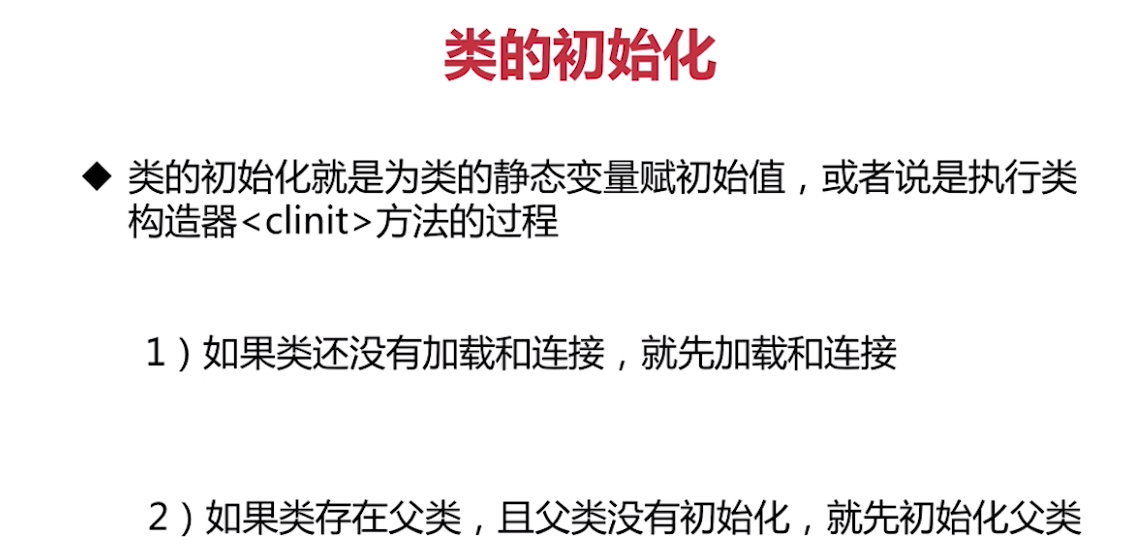 类的初始化
◆ 类的初始化就是为类的静态变量赋初始值，或者说是执行类
构造器<clinit>方法的过程
1）如果类还没有加载和连接，就先加载和连接
2）如果类存在父类，且父类没有初始化，就先初始化父类